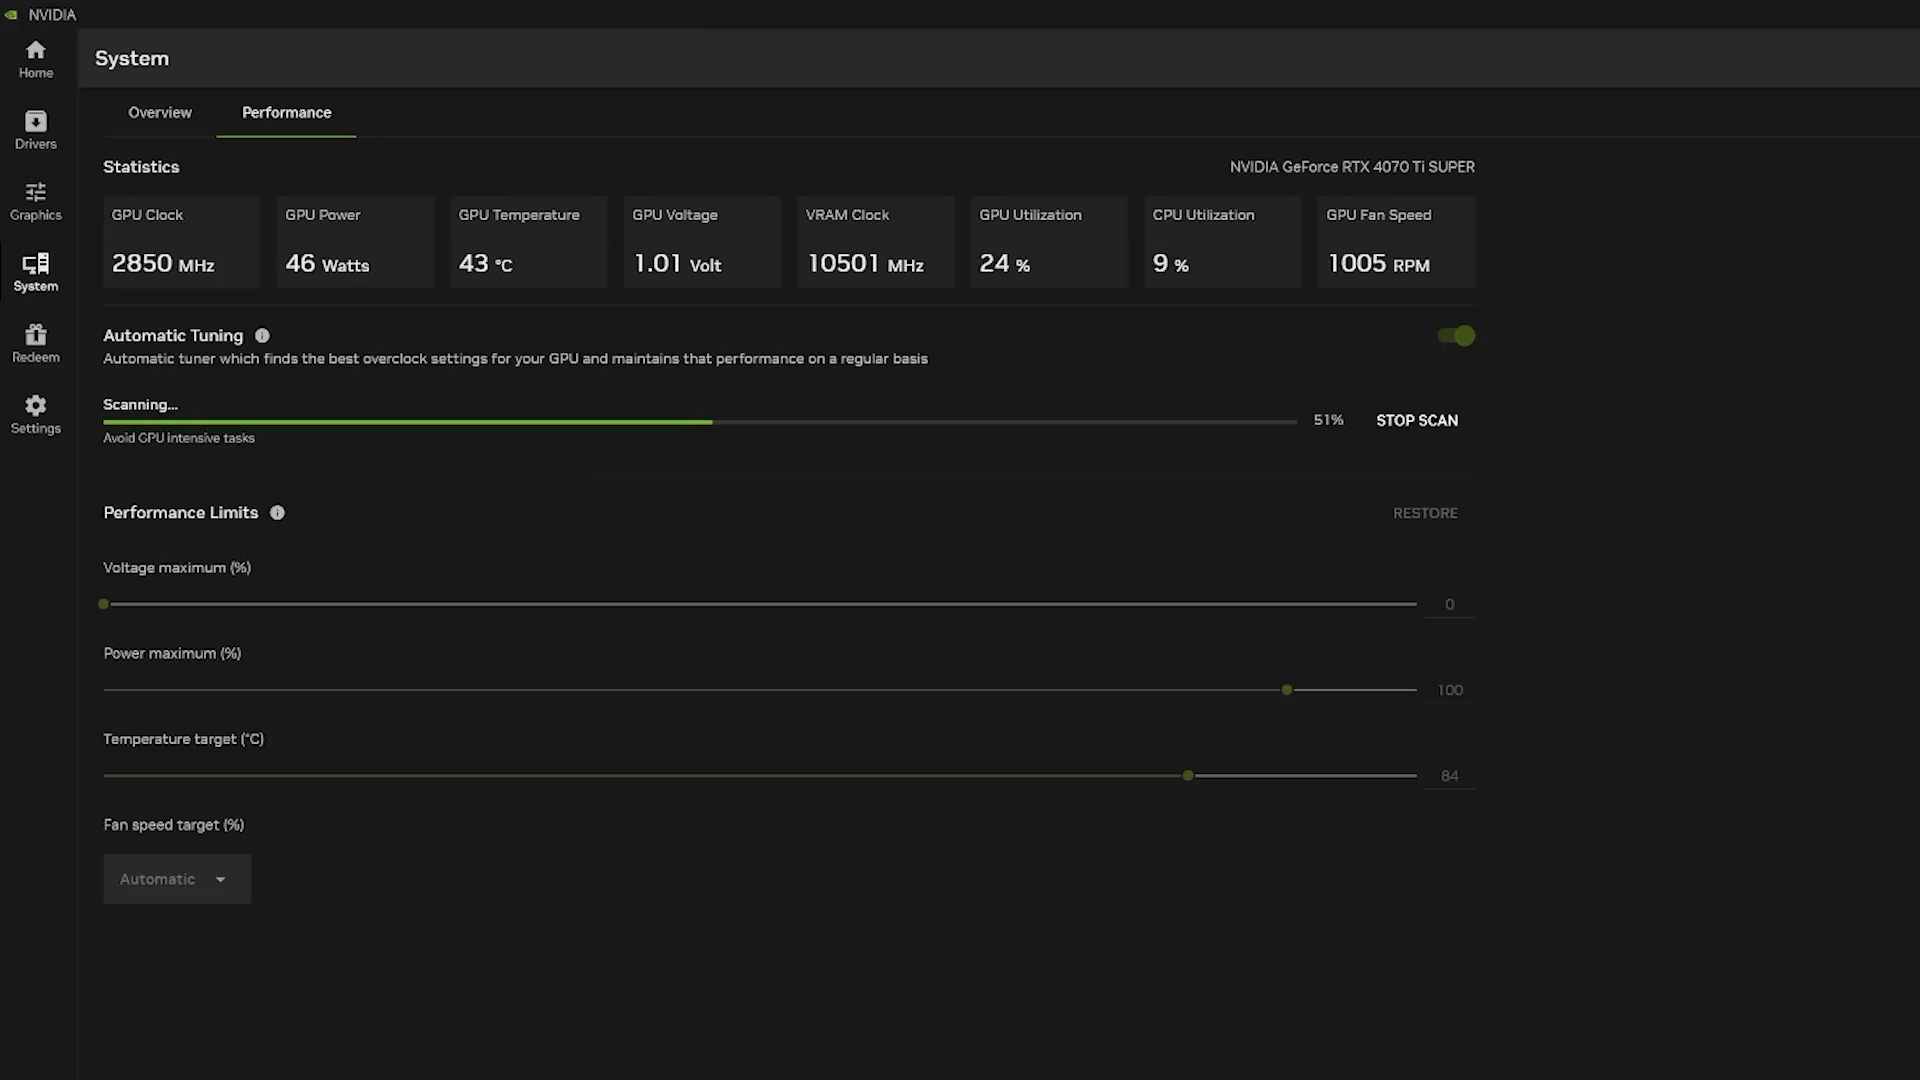 NVIDIA
Home
Drivers
Graphics
System
Redeem
Settings
System
Overview
Performance
Statistics
NVIDIA GeForce RTX 4070 Ti SUPER
GPU Clock
2850 MHz
GPU Power
46 Watts
GPU Temperature
43 °C
GPU Voltage
1.01 Volt
VRAM Clock
10501 MHz
GPU Utilization
24 %
CPU Utilization
9 %
GPU Fan Speed
1005 RPM
Automatic Tuning
Automatic tuner which finds the best overclock settings for your GPU and maintains that performance on a regular basis
Scanning...
51%
STOP SCAN
Avoid GPU intensive tasks
Performance Limits
RESTORE
Voltage maximum (%)
0
Power maximum (%)
100
Temperature target (°C)
84
Fan speed target (%)
Automatic